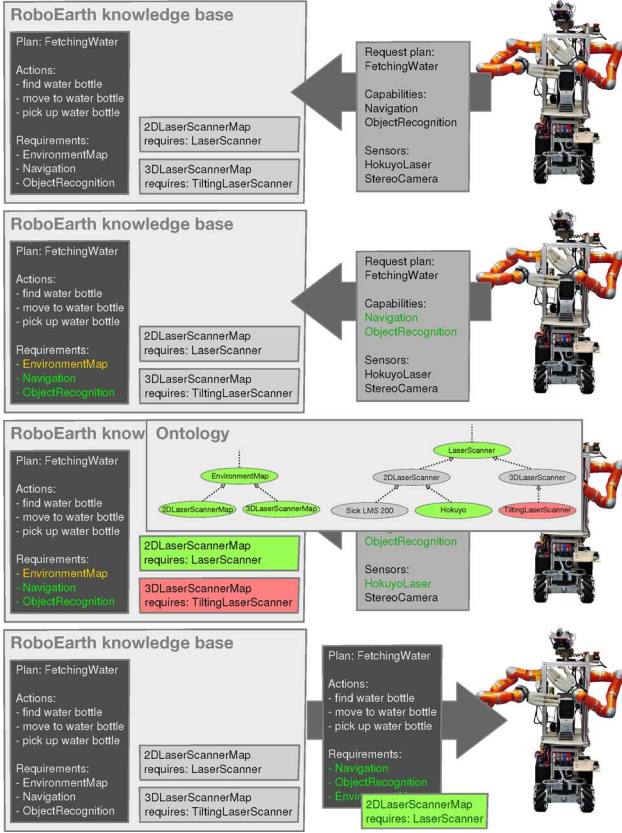 RoboEarth knowledge base
Plan: FetchingWater
Actions:
- find water bottle
- move to water bottle
- pick up water bottle
Requirements:
- EnvironmentMap
- Navigation
- ObjectRecognition
2DLaserScannerMap
requires: LaserScanner
3DLaserScannerMap
requires: TiltingLaserScanner
Request plan:
FetchingWater
Capabilities:
Navigation
ObjectRecognition
Sensors:
HokuyoLaser
StereoCamera
RoboEarth knowledge base
Plan: FetchingWater
Actions:
- find water bottle
- move to water bottle
- pick up water bottle
Requirements:
- EnvironmentMap
- Navigation
- ObjectRecognition
2DLaserScannerMap
requires: LaserScanner
3DLaserScannerMap
requires: TiltingLaserScanner
Request plan:
FetchingWater
Capabilities:
Navigation
ObjectRecognition
Sensors:
HokuyoLaser
StereoCamera
RoboEarth know
Plan: FetchingWater
Actions:
- find water bottle
- move to water bottle
- pick up water bottle
Requirements:
- EnvironmentMap
- Navigation
- ObjectRecognition
Ontology
EnvironmentMap
2DLaserScannerMap
3DLaserScannerMap
LaserScanner
2DLaserScanner
3DLaserScanner
Sick LMS 200
Hokuyo
TiltingLaserScanner
2DLaserScannerMap
requires: LaserScanner
3DLaserScannerMap
requires: TiltingLaserScanner
ObjectRecognition
Sensors:
HokuyoLaser
StereoCamera
RoboEarth knowledge base
Plan: FetchingWater
Actions:
- find water bottle
- move to water bottle
- pick up water bottle
Requirements:
- EnvironmentMap
- Navigation
- ObjectRecognition
2DLaserScannerMap
requires: LaserScanner
3DLaserScannerMap
requires: TiltingLaserScanner
Plan: FetchingWater
Actions:
- find water bottle
- move to water bottle
- pick up water bottle
Requirements:
- Navigation
- ObjectRecognition
2DLaserScannerMap
requires: LaserScanner